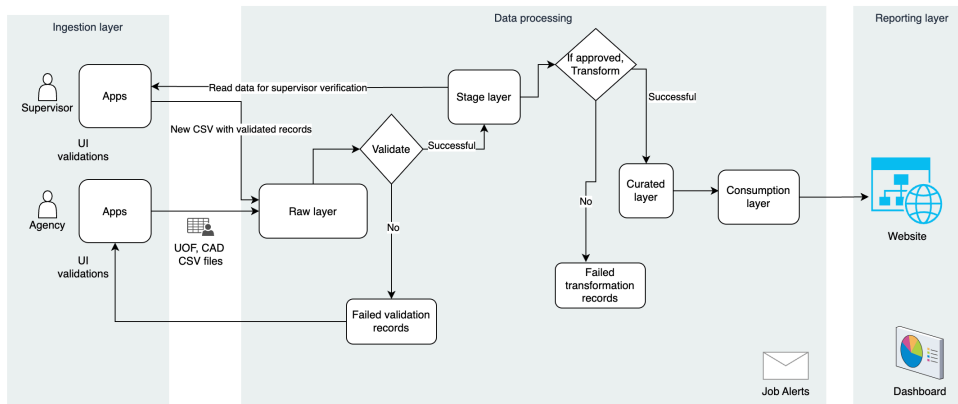 Ingestion layer
Data processing
Reporting layer
Supervisor
Apps
UI
validations
Read data for supervisor verification
New CSV with validated records
Stage layer
If approved,
Transform
Successful
Validate
Successful
Agency
Apps
UI
validations
UOF, CAD
CSV files
Raw layer
No
Failed validation
records
No
Failed
transformation
records
Curated
layer
Consumption
layer
Website
Job Alerts
Dashboard